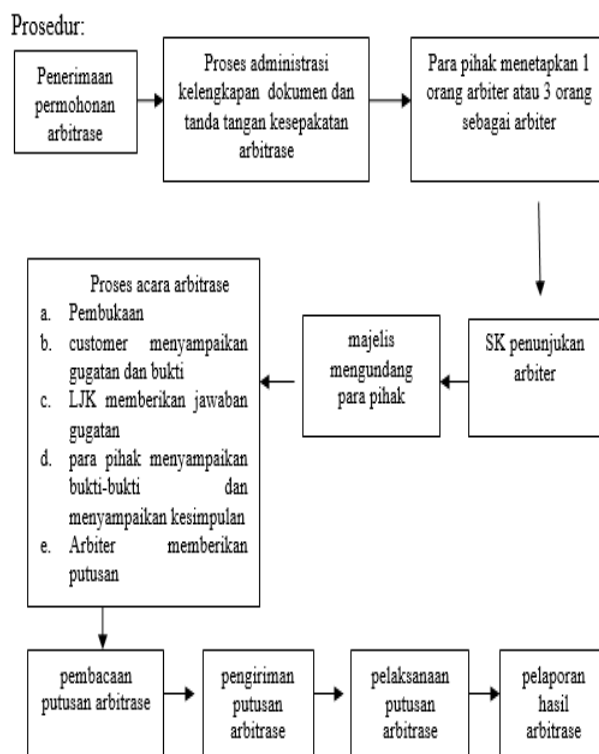 Prosedur:
Penerimaan
permohonan
arbitrase
Proses administrasi
kelengkapan dokumen dan
tanda tangan kesepakatan
arbitrase
Para pihak menetapkan 1
orang arbiter atau 3 orang
sebagai arbiter
SK penunjukan
arbiter
majelis
mengundang
para pihak
Proses acara arbitrase
a. Pembukaan
b. customer menyampaikan
gugatan dan bukti
c. LJK memberikan jawaban
gugatan
d. para pihak menyampaikan
bukti-bukti dan
menyampaikan kesimpulan
e. Arbiter memberikan
putusan
pembacaan
putusan arbitrase
pengiriman
putusan
arbitrase
pelaksanaan
putusan
arbitrase
pelaporan
hasil
arbitrase